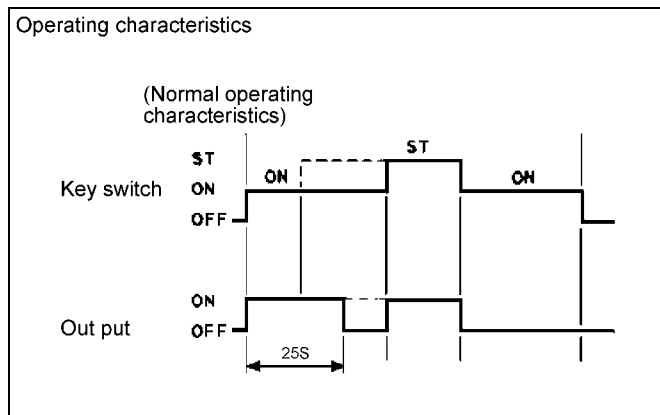 Operating characteristics
(Normal operating
characteristics)
ST
ST
ON
ON
Key switch
ON
OFF
ON
Out put
OFF
25S